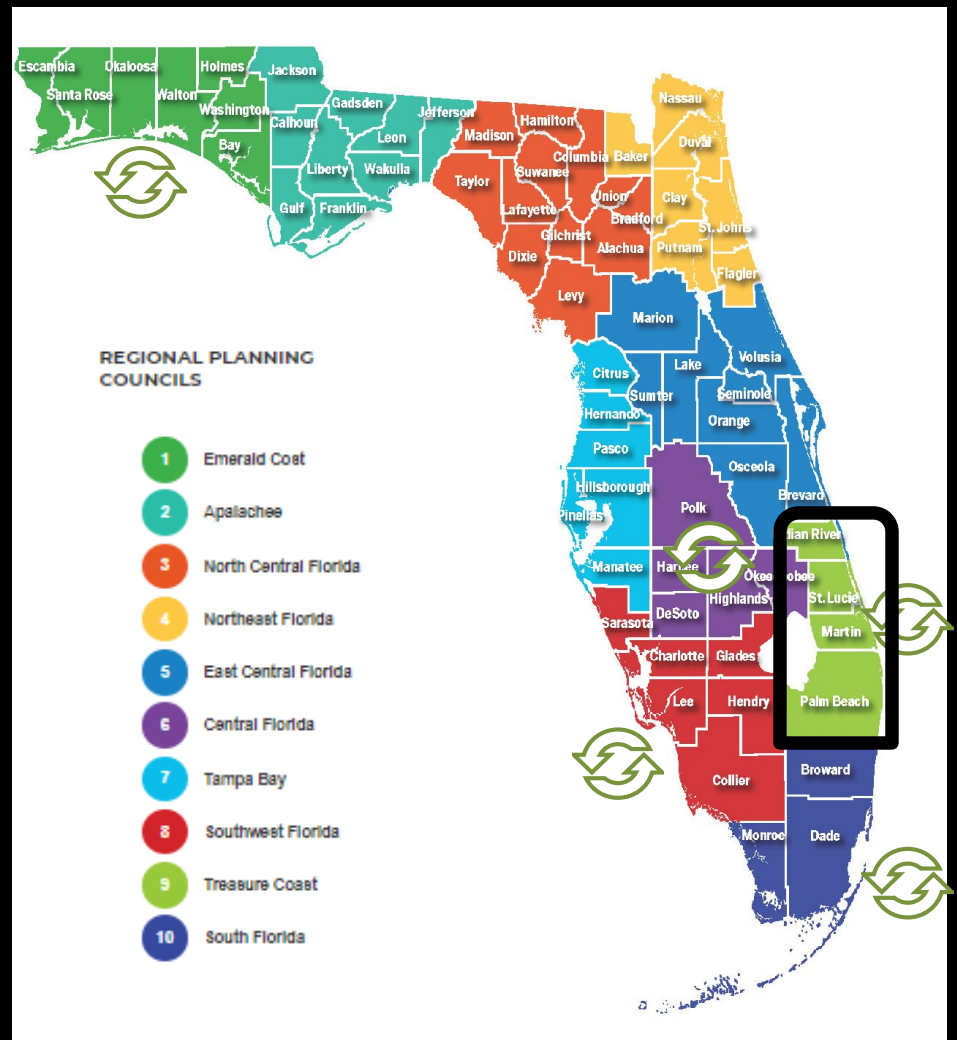 Escambia
Okaloosa
Holmes
Jackson
Santa Rosa
Walton
Washington
Bay
Calhoun
Gadsden
Jefferson
Leon
Liberty
Wakulla
Gulf
Franklin
Madison
Hamilton
Taylor
Suwanee
Columbia
Baker
Nassau
Duval
Lafayette
Union
Bradford
Clay
St. Johns
Gilchrist
Alachua
Putnam
Dixie
Flagler
Levy
Marion
REGIONAL PLANNING
COUNCILS
Citrus
Lake
Volusia
Sumter
Seminole
Hernando
Orange
Pasco
Osceola
Hillsborough
Polk
Brevard
Pinellas
dian River
Manatee
Hardee
Okeechobee
Highlands
St. Lucie
DeSoto
Sarasota
Martin
Charlotte
Glades
Lee
Hendry
Palm Beach
Collier
Broward
Monroe
Dade
1 Emerald Cost
2 Apalachee
3 North Central Florida
4 Northeast Florida
5 East Central Florida
6 Central Florida
7 Tampa Bay
8 Southwest Florida
9 Treasure Coast
10 South Florida